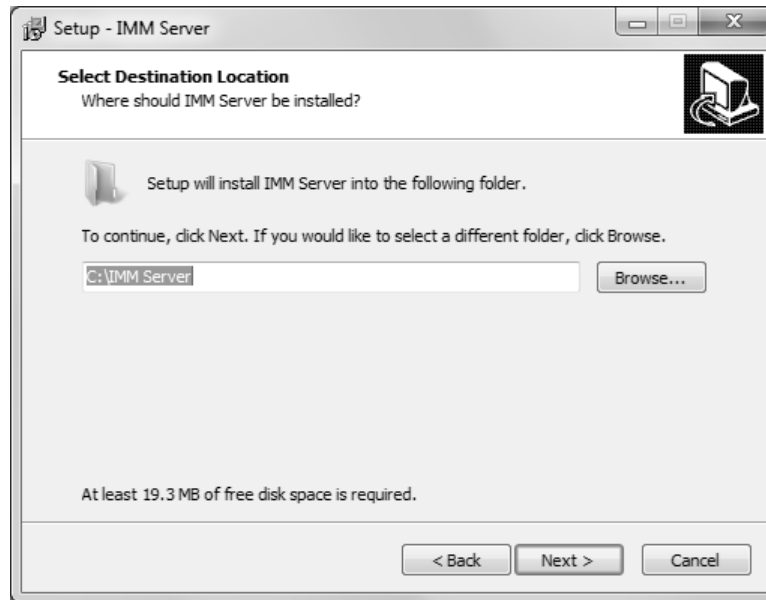 Setup - IMM Server
Select Destination Location
Where should IMM Server be installed?
Setup will install IMM Server into the following folder.
To continue, click Next. If you would like to select a different folder, click Browse.
C:\IMM Server
Browse...
At least 19.3 MB of free disk space is required.
< Back Next > Cancel